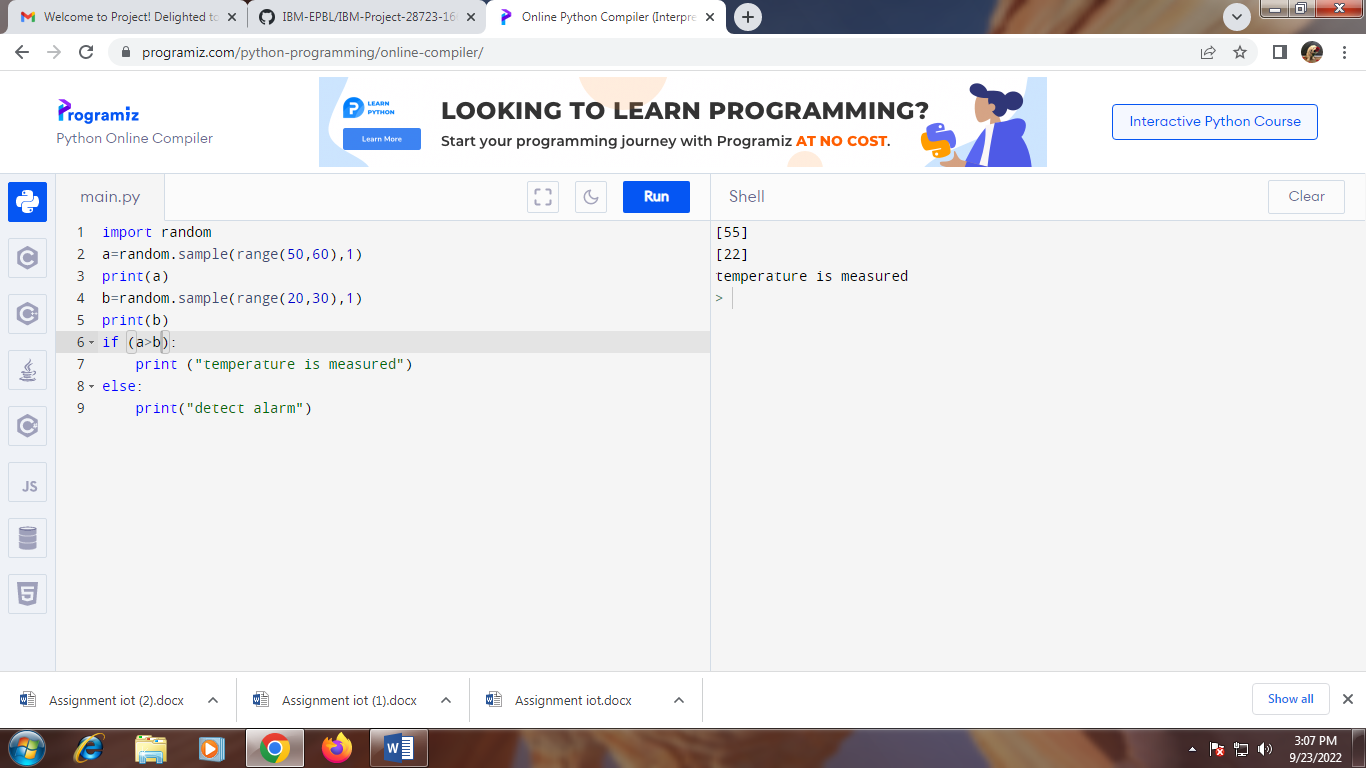 Welcome to Project! Delighted to
IBM-EPBL/IBM-Project-28723-16
Online Python Compiler (Interpre
programiz.com/python-programming/online-compiler/
Programiz
Python Online Compiler
LEARN
PYTHON
Learn More
LOOKING TO LEARN PROGRAMMING?
Start your programming journey with Programiz AT NO COST.
Interactive Python Course
main.py
Run
Shell
Clear
1 import random
2 a=random.sample(range(50,60),1)
3 print(a)
4 b=random.sample(range(20,30),1)
5 print(b)
6 if (a>b):
7     print ("temperature is measured")
8 else:
9     print("detect alarm")
[55]
[22]
temperature is measured
>
JS
Assignment iot (2).docx
Assignment iot (1).docx
Assignment iot.docx
Show all
3:07 PM
9/23/2022